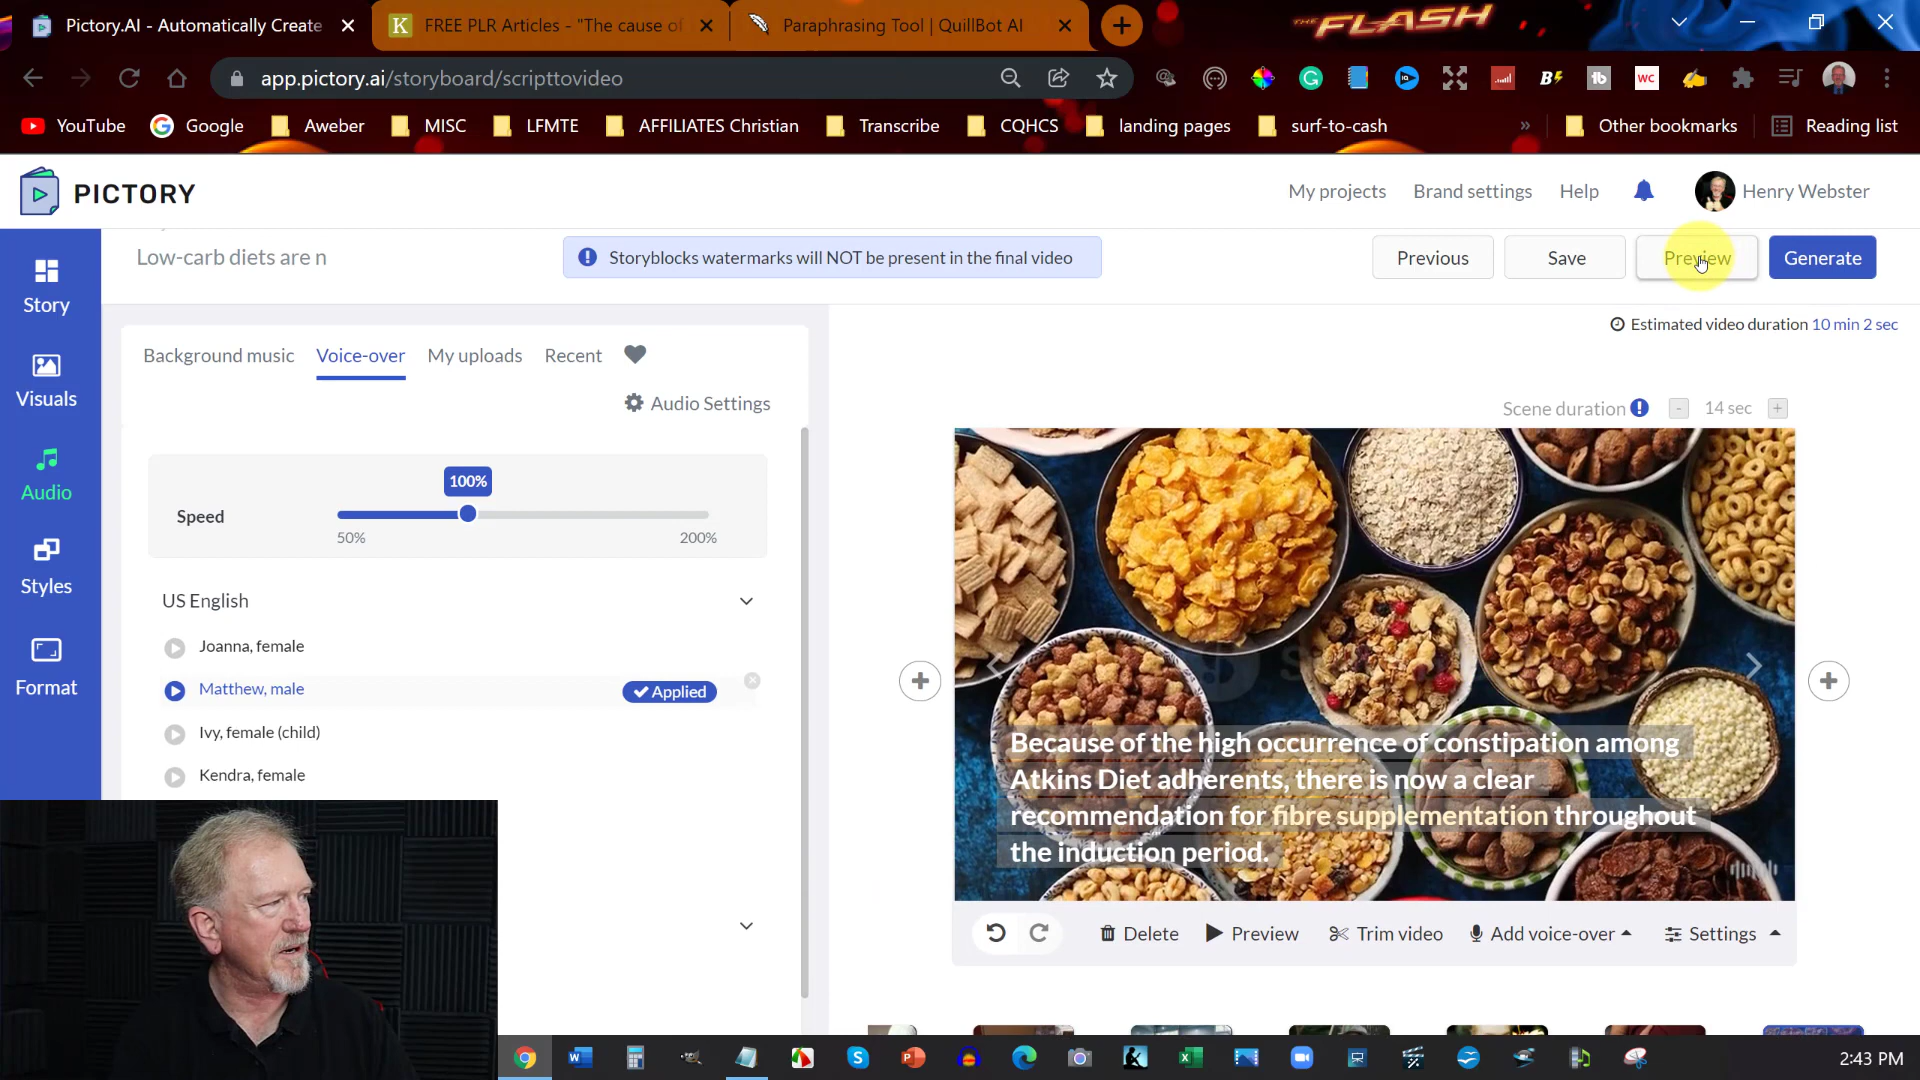 Pictory.AI - Automatically Create
FREE PLR Articles - "The cause of
Paraphrasing Tool | QuillBot AI
THE FLASH
app.pictory.ai/storyboard/scripttovideo
YouTube
Google
Aweber
MISC
LFMTE
AFFILIATES Christian
Transcribe
CQHCS
landing pages
surf-to-cash
»
Other bookmarks
Reading list
PICTORY
My projects
Brand settings
Help
Henry Webster
Low-carb diets are n
Storyblocks watermarks will NOT be present in the final video
Previous
Save
Preview
Generate
Estimated video duration 10 min 2 sec
Story
Visuals
Audio
Styles
Format
Background music
Voice-over
My uploads
Recent
Audio Settings
100%
Speed
50%
200%
US English
Joanna, female
Matthew, male
Applied
Ivy, female (child)
Kendra, female
Scene duration
- 14 sec +
Because of the high occurrence of constipation among
Atkins Diet adherents, there is now a clear
recommendation for fibre supplementation throughout
the induction period.
Delete
Preview
Trim video
Add voice-over
Settings
2:43 PM